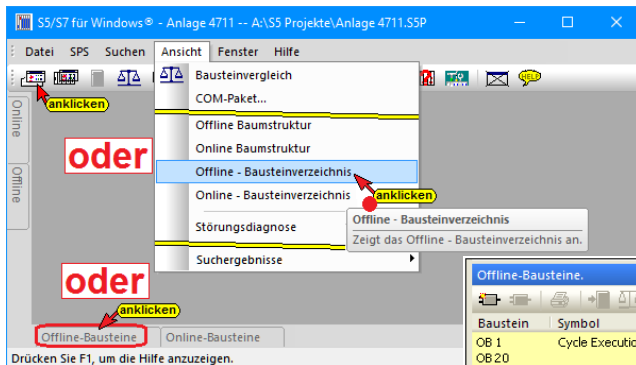 S5/S7 für Windows® - Anlage 4711 -- A:\S5 Projekte\Anlage 4711.S5P
Datei SPS Suchen Ansicht Fenster Hilfe
HELP
anklicken
Online
Offline
oder
Bausteinvergleich
COM-Paket...
Offline Baumstruktur
Online Baumstruktur
Offline - Bausteinverzeichnis
Online - Bausteinverzeichnis
anklicken
Störungsdiagnose
Suchergebnisse
Offline - Bausteinverzeichnis
Zeigt das Offline - Bausteinverzeichnis an.
oder
anklicken
Offline-Bausteine Online-Bausteine
Drücken Sie F1, um die Hilfe anzuzeigen.
Offline-Bausteine.
Baustein Symbol
OB 1 Cycle Executio
OB 20